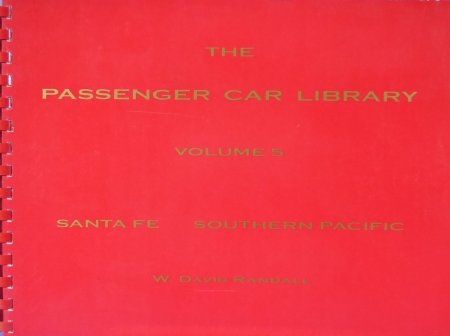 THE
PASSENGER CAR LIBRARY
VOLUME 5
SANTA FE SOUTHERN PACIFIC
W. DAVID RANDALL